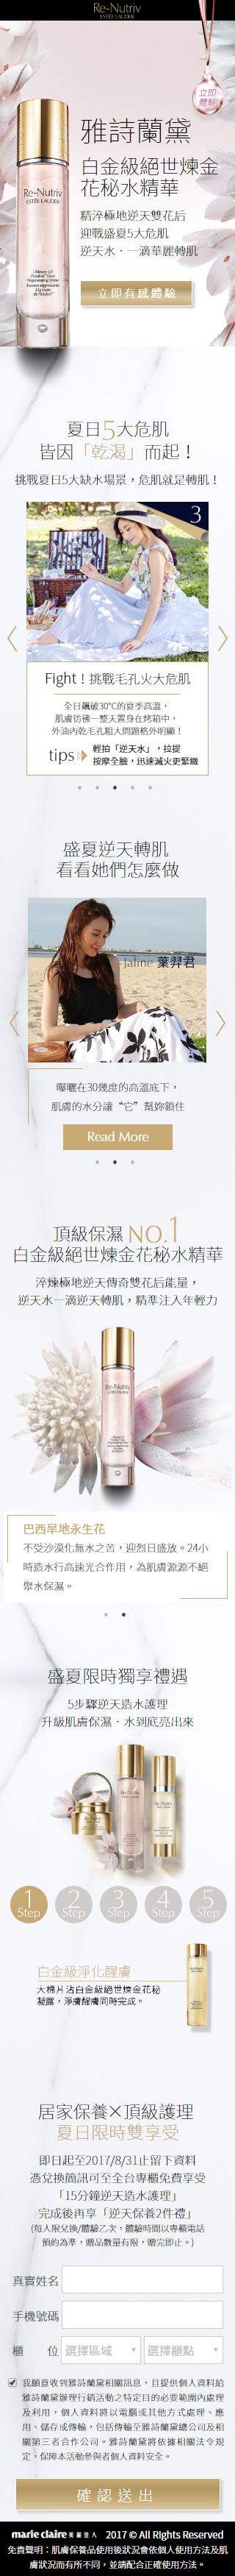 Re-Nutriv
ESTĒE LAUDER
立即
體驗
Re-Nutriv
ESTĒE LAUDER
雅詩蘭黛
白金級絕世煉金
花秘水精華
精淬極地逆天雙花后
迎戰盛夏5大危肌
逆天水．一滴華麗轉肌
立即有感體驗
夏日5大危肌
皆因「乾渴」而起！
挑戰夏日5大缺水場景，危肌就是轉肌！
3
Fight！挑戰毛孔火大危肌
全日飆破30°C的夏季高溫，
肌膚彷彿一整天置身在烤箱中，
外油內乾毛孔粗大問題格外明顯！
tips
輕拍「逆天水」，拉提
按摩全臉，迅速滅火更緊緻
盛夏逆天轉肌
看看她們怎麼做
Jaline 葉羿君
曝曬在30幾度的高溫底下，
肌膚的水分讓“它”幫妳鎖住
Read More
頂級保濕 NO.1
白金級絕世煉金花秘水精華
淬煉極地逆天傳奇雙花后能量，
逆天水一滴逆天轉肌，精準注入年輕力
Re-Nutriv
巴西旱地永生花
不受沙漠化無水之苦，迎烈日盛放。24小
時造水行高速光合作用，為肌膚源源不絕
聚水保濕。
盛夏限時獨享禮遇
5步驟逆天造水護理
升級肌膚保濕．水到底亮出來
1 Step
2 Step
3 Step
4 Step
5 Step
白金級淨化醒膚
大棉片沾白金級絕世煉金花秘
凝露，淨膚醒膚同時完成。
居家保養×頂級護理
夏日限時雙享受
即日起至2017/8/31止留下資料
憑兌換簡訊可至全台專櫃免費享受
「15分鐘逆天造水護理」
完成後再享「逆天保養2件禮」
(每人限兌換/體驗乙次，體驗時間以專櫃電話
預約為準，贈品數量有限，贈完即止。)
真實姓名
手機號碼
櫃 位 選擇區域 選擇櫃點
我願意收到雅詩蘭黛相關訊息，且提供個人資料給
雅詩蘭黛辦理行銷活動之特定目的必要範圍內處理
及利用，個人資料將以電腦或其他方式處理、應
用、儲存或傳輸，包括傳輸至雅詩蘭黛總公司及相
關第三者合作公司。雅詩蘭黛將依據相關法令規
定，保障本活動參與者個人資料安全。
確認送出
marie claire 美麗佳人 2017 © All Rights Reserved
免責聲明：肌膚保養品使用後狀況會依個人使用方法及肌
膚狀況而有所不同，並請配合正確使用方法。